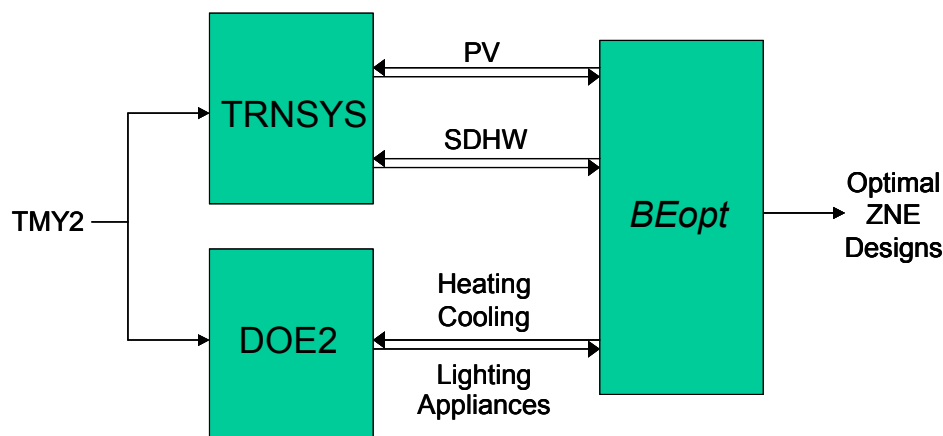 PV
TRNSYS
SDHW
TMY2
BEopt
Optimal
ZNE
Designs
Heating
Cooling
DOE2
Lighting
Appliances